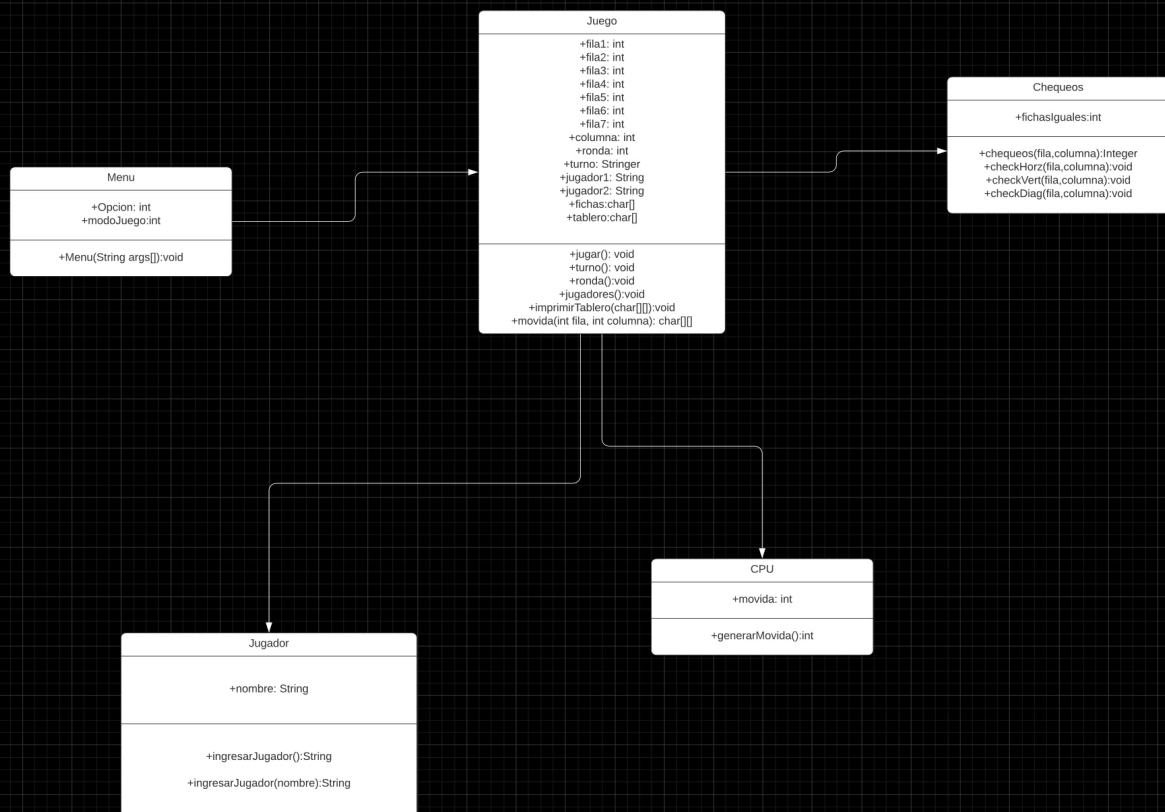 Juego
+fila1: int
+fila2: int
+fila3: int
+fila4: int
+fila5: int
+fila6: int
+fila7: int
+columna: int
+ronda: int
+turno: Stringer
+jugador1: String
+jugador2: String
+fichas:char[]
+tablero:char[]
+jugar(): void
+turno(): void
+ronda():void
+jugadores():void
+imprimirTablero(char[][]):void
+movida(int fila, int columna): char[][]
Chequeos
+fichasIguales:int
+chequeos(fila,columna):Integer
+checkHorz(fila,columna):void
+checkVert(fila,columna):void
+checkDiag(fila,columna):void
Menu
+Opcion: int
+modoJuego:int
+Menu(String args[]):void
CPU
+movida: int
+generarMovida():int
Jugador
+nombre: String
+ingresarJugador():String
+ingresarJugador(nombre):String